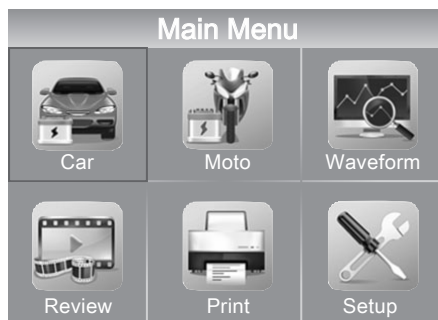 Main Menu
Car
Moto
Waveform
Review
Print
Setup